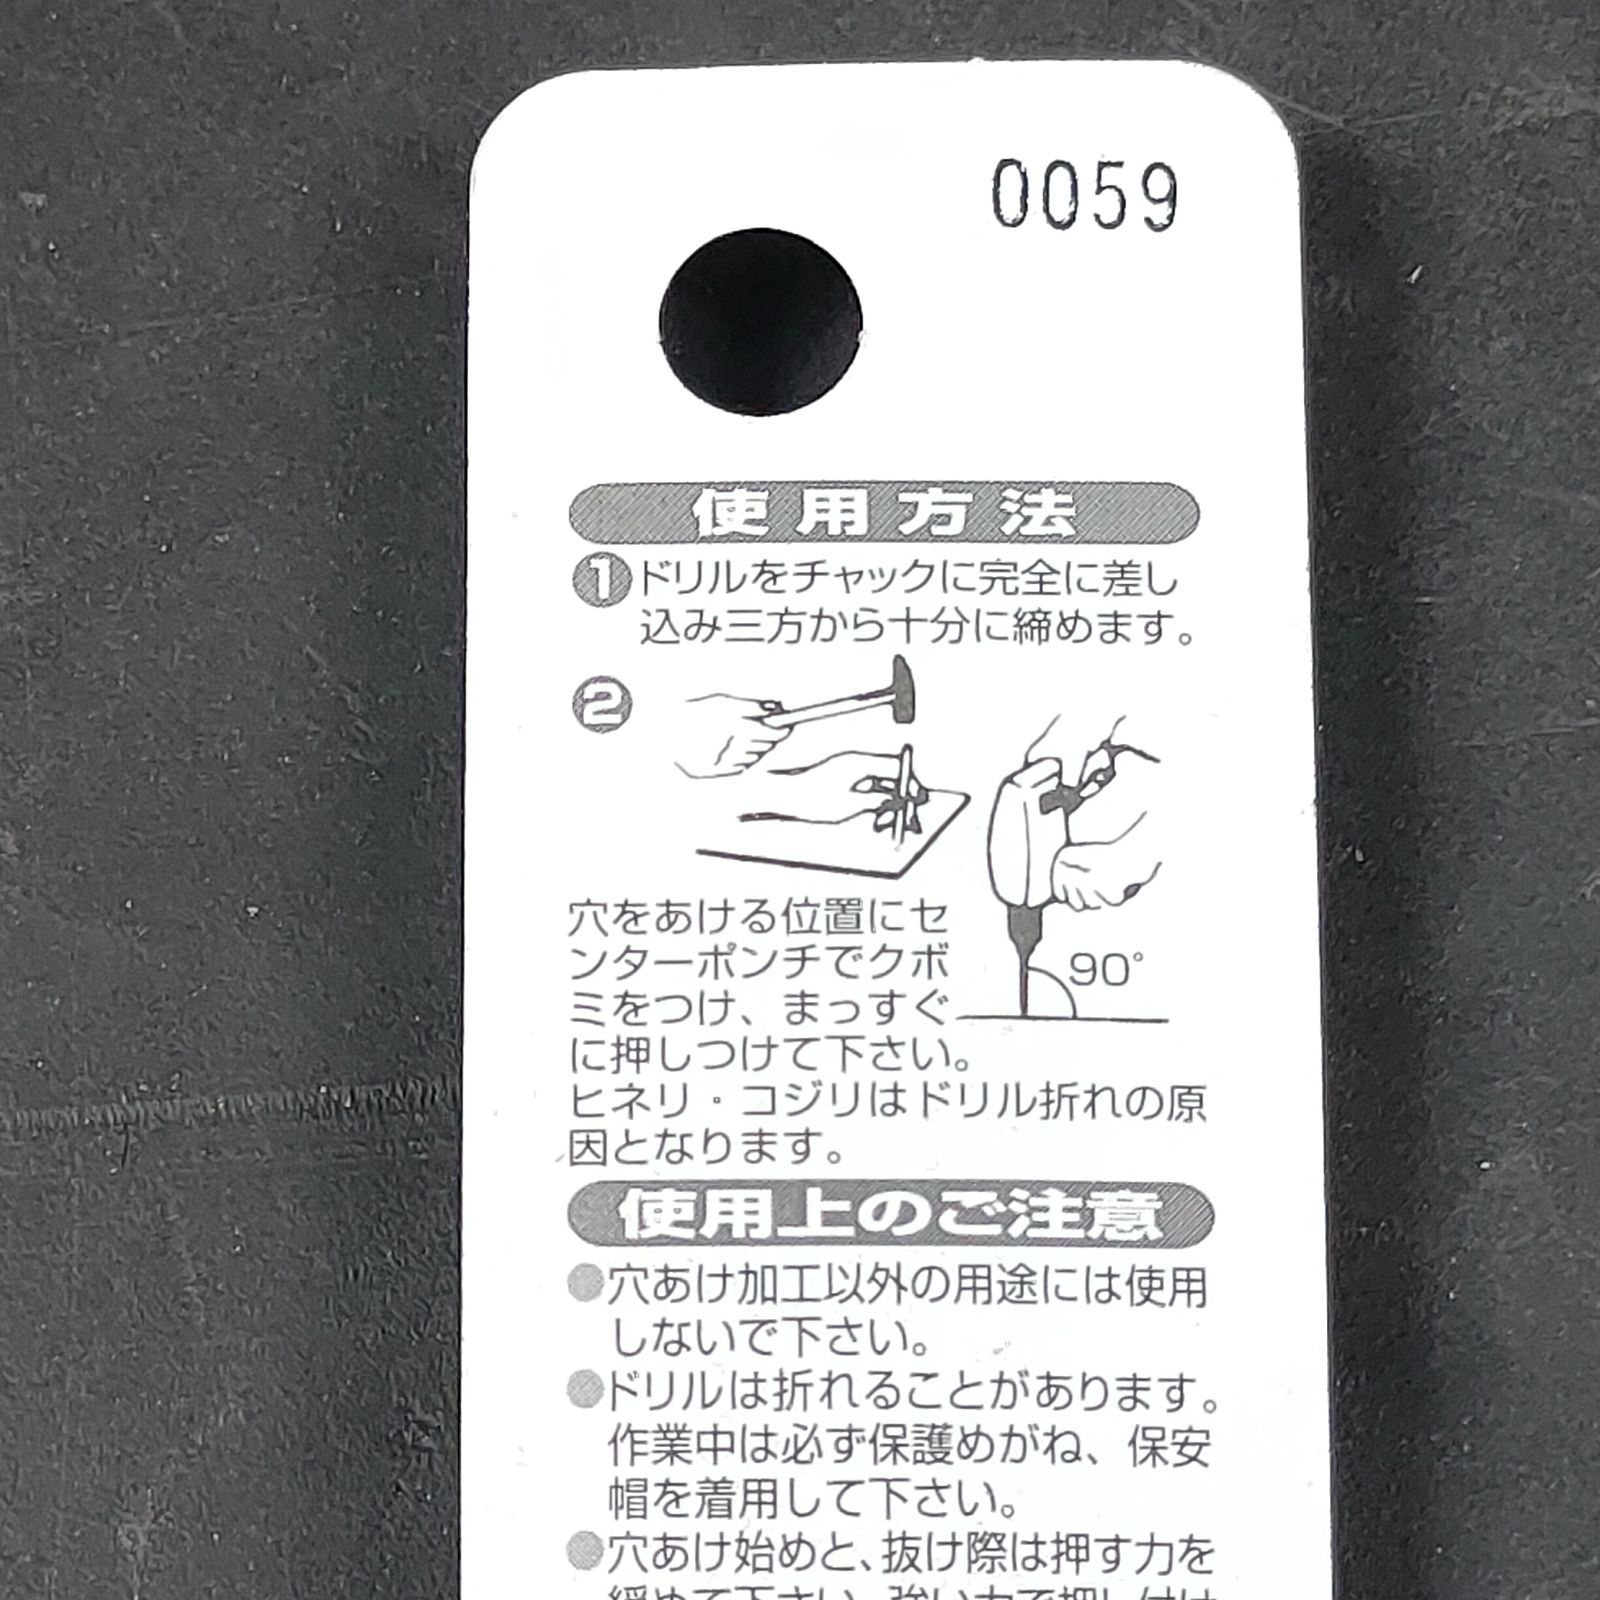 0059
使用方法
1 ドリルをチャックに完全に差し
込み三方から十分に締めます。
2
90°
穴をあける位置にセ
ンターポンチでクボ
ミをつけ、まっすぐ
に押しつけて下さい。
ヒネリ・コジリはドリル折れの原
因となります。
使用上のご注意
●穴あけ加工以外の用途には使用
しないで下さい。
●ドリルは折れることがあります。
作業中は必ず保護めがね、保安
帽を着用して下さい。
●穴あけ始めと、抜け際は押す力を